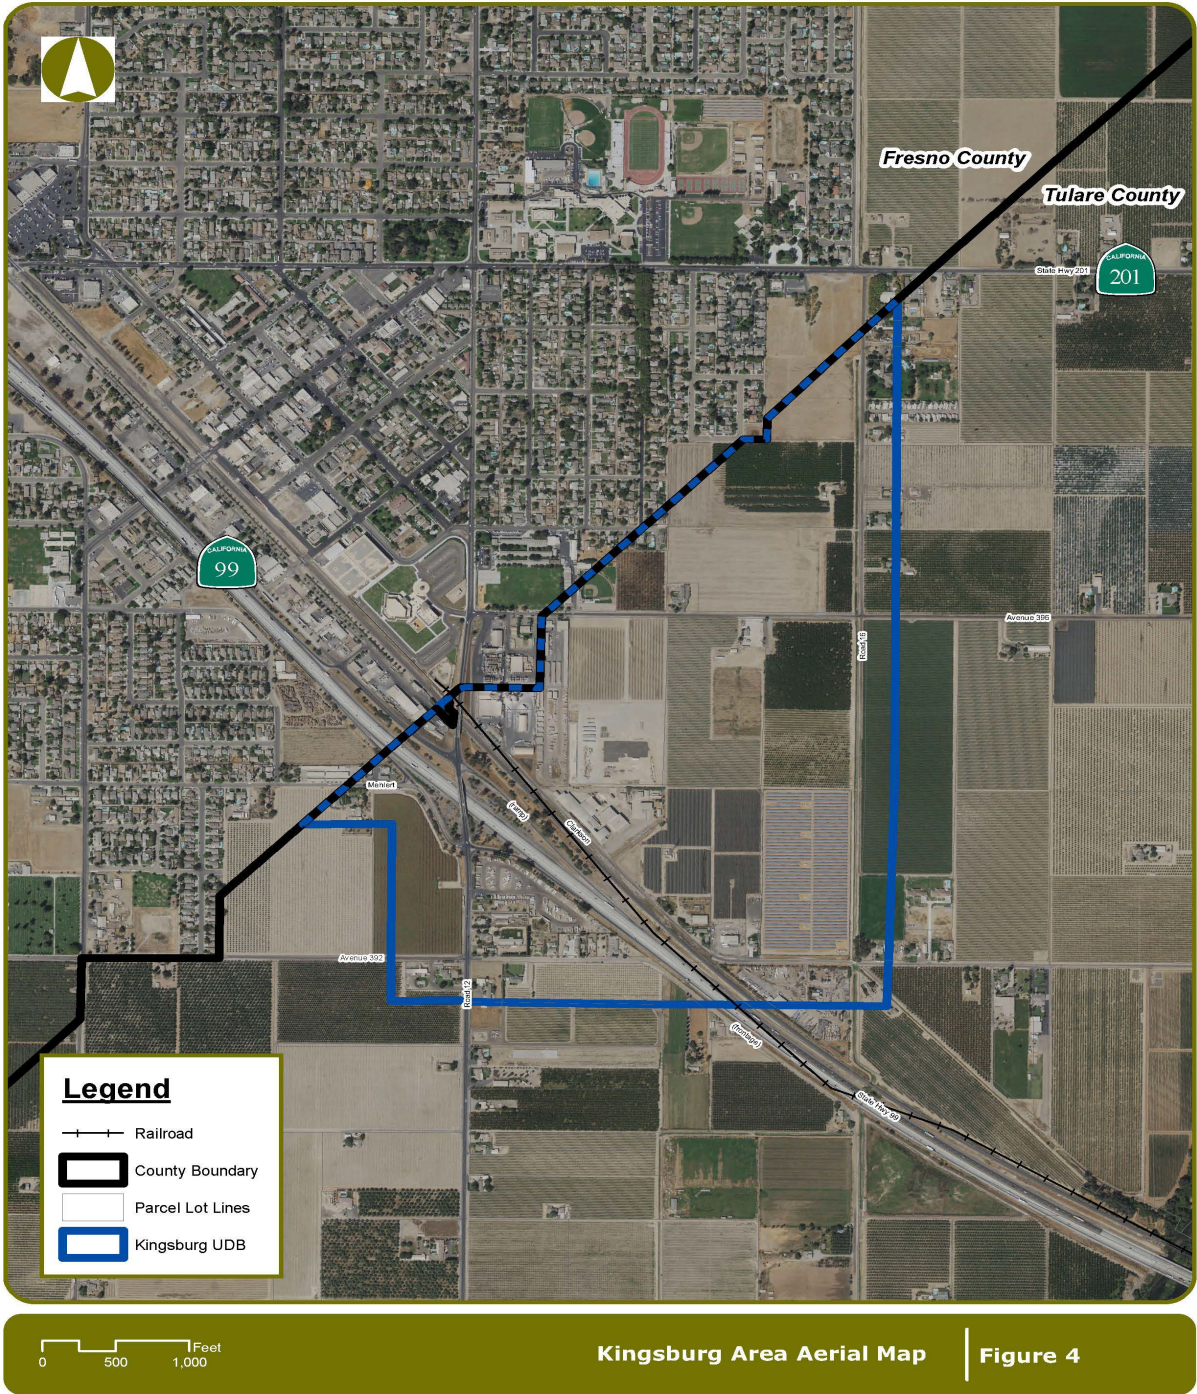 Fresno County
Tulare County
CALIFORNIA
201
State Hwy 201
CALIFORNIA
99
Avenue 396
Road 16
Mehlert
(ramp)
Clarkson
Avenue 392
Road 12
(frontage)
State Hwy 99
Legend
Railroad
County Boundary
Parcel Lot Lines
Kingsburg UDB
Feet
0 500 1,000
Kingsburg Area Aerial Map
Figure 4